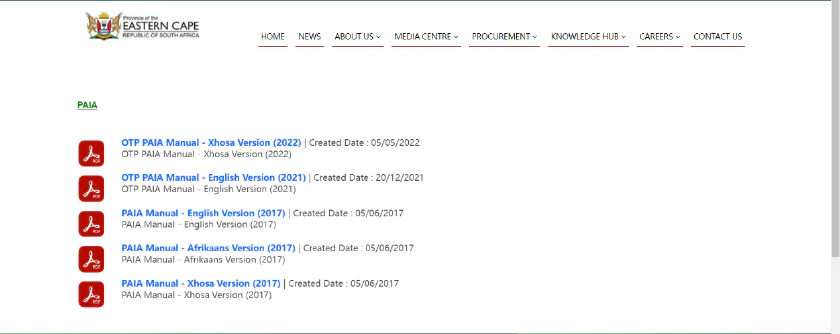 Province of the
EASTERN CAPE
REPUBLIC OF SOUTH AFRICA
HOME NEWS ABOUT US MEDIA CENTRE PROCUREMENT KNOWLEDGE HUB CAREERS CONTACT US
PAIA
OTP PAIA Manual - Xhosa Version (2022) | Created Date : 05/05/2022
OTP PAIA Manual - Xhosa Version (2022)
OTP PAIA Manual - English Version (2021) | Created Date : 20/12/2021
OTP PAIA Manual - English Version (2021)
PAIA Manual - English Version (2017) | Created Date : 05/06/2017
PAIA Manual - English Version (2017)
PAIA Manual - Afrikaans Version (2017) | Created Date : 05/06/2017
PAIA Manual - Afrikaans Version (2017)
PAIA Manual - Xhosa Version (2017) | Created Date : 05/06/2017
PAIA Manual - Xhosa Version (2017)